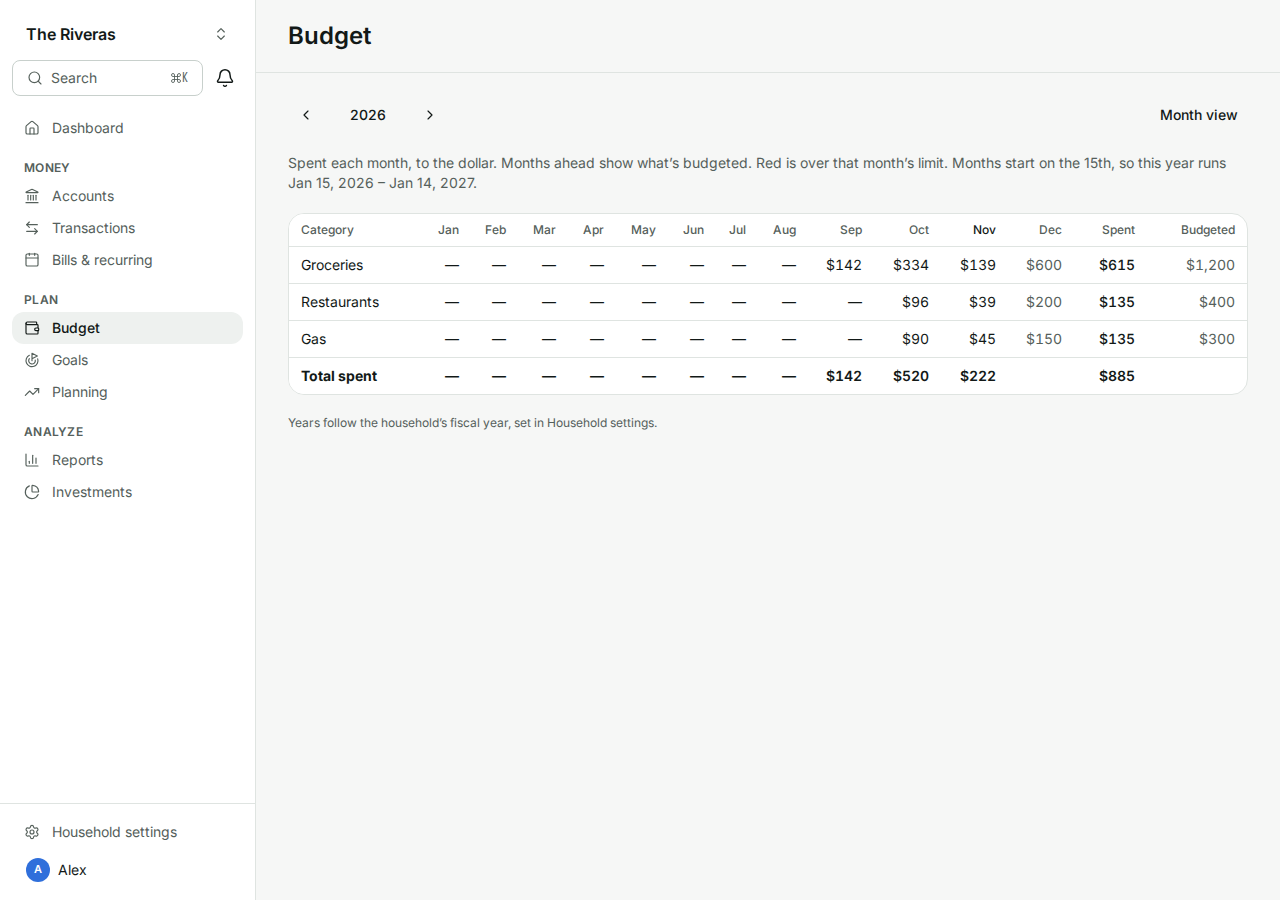 The Riveras
Search ⌘K
Dashboard
MONEY
Accounts
Transactions
Bills & recurring
PLAN
Budget
Goals
Planning
ANALYZE
Reports
Investments
Household settings
A Alex
Budget
2026 Month view
Spent each month, to the dollar. Months ahead show what’s budgeted. Red is over that month’s limit. Months start on the 15th, so this year runs
Jan 15, 2026 – Jan 14, 2027.
Category Jan Feb Mar Apr May Jun Jul Aug Sep Oct Nov Dec Spent Budgeted
Groceries — — — — — — — — $142 $334 $139 $600 $615 $1,200
Restaurants — — — — — — — — — $96 $39 $200 $135 $400
Gas — — — — — — — — — $90 $45 $150 $135 $300
Total spent — — — — — — — — $142 $520 $222 $885
Years follow the household’s fiscal year, set in Household settings.